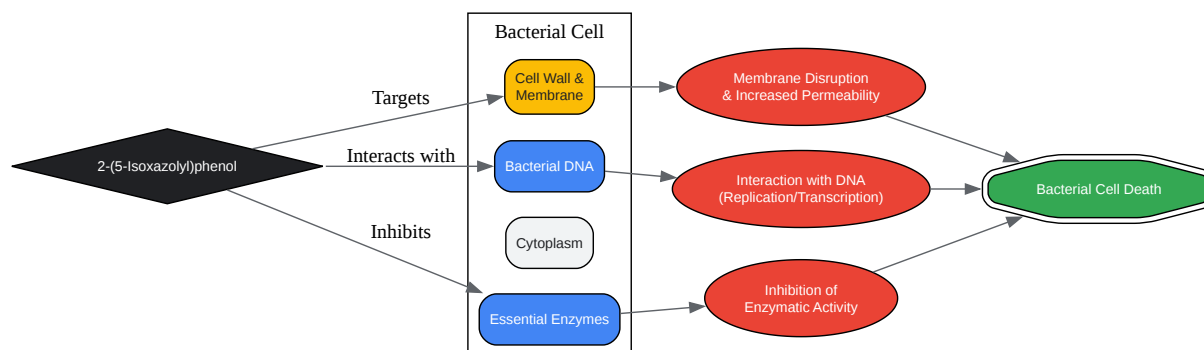 Bacterial Cell
Cell Wall &
Membrane
Membrane Disruption
& Increased Permeability
Targets
2-(5-Isoxazolyl)phenol
Interacts with
Bacterial DNA
Interaction with DNA
(Replication/Transcription)
Bacterial Cell Death
Inhibits
Cytoplasm
Essential Enzymes
Inhibition of
Enzymatic Activity